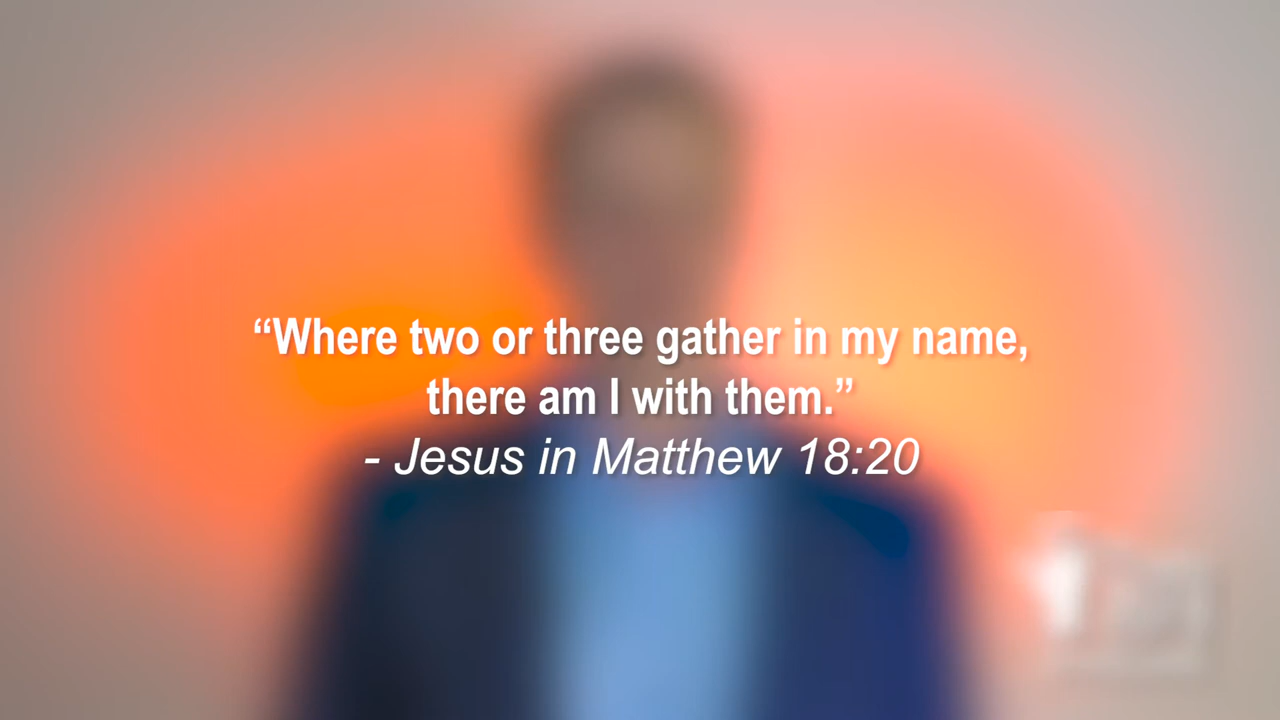 “Where two or three gather in my name,
there am I with them.”
- Jesus in Matthew 18:20